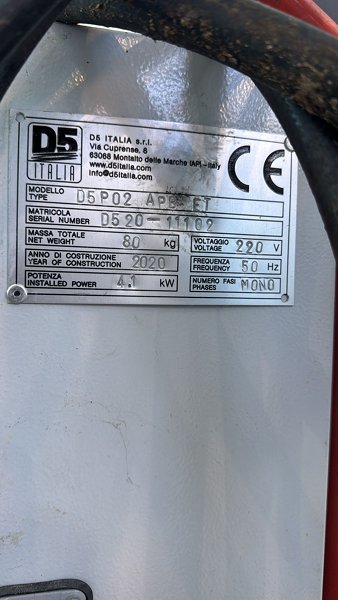 D5
ITALIA
D5 ITALIA s.r.l.
Via Cuprense, 8
63068 Montalto delle Marche (AP) - Italy
www.d5italia.com
info@d5italia.com
CE
MODELLO
TYPE D5P02 ET
MATRICOLA
SERIAL NUMBER D520-11102
MASSA TOTALE
NET WEIGHT 80 kg
VOLTAGGIO
VOLTAGE 220 V
ANNO DI COSTRUZIONE
YEAR OF CONSTRUCTION 2020
FREQUENZA
FREQUENCY 50 Hz
POTENZA
INSTALLED POWER 4.1 kW
NUMERO FASI
PHASES MONO